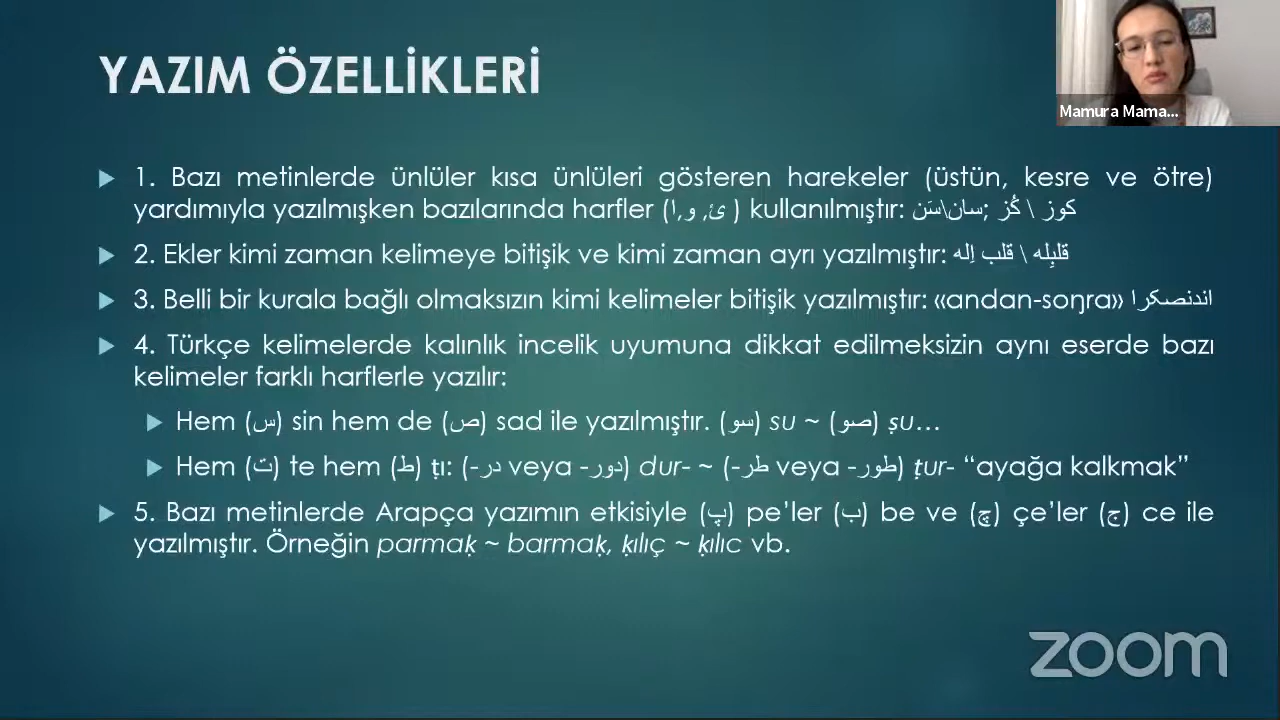 YAZIM ÖZELLİKLERİ
Mamura Mama...
► 1. Bazı metinlerde ünlüler kısa ünlüleri gösteren harekeler (üstün, kesre ve ötre)
yardımıyla yazılmışken bazılarında harfler (ئ, و,ا ) kullanılmıştır: سان\سَن; كوز \ كُز
► 2. Ekler kimi zaman kelimeye bitişik ve kimi zaman ayrı yazılmıştır: قلبِله \ قلب اِله
► 3. Belli bir kurala bağlı olmaksızın kimi kelimeler bitişik yazılmıştır: «andan-soŋra» اندنصكرا
► 4. Türkçe kelimelerde kalınlık incelik uyumuna dikkat edilmeksizin aynı eserde bazı
kelimeler farklı harflerle yazılır:
► Hem (س) sin hem de (ص) sad ile yazılmıştır. (سو) su ~ (صو) ṣu…
► Hem (ت) te hem (ط) ṭı: (-در veya -دور) dur- ~ (-طر veya -طور) ṭur- “ayağa kalkmak”
► 5. Bazı metinlerde Arapça yazımın etkisiyle (پ) pe’ler (ب) be ve (چ) çe’ler (ج) ce ile
yazılmıştır. Örneğin parmaḳ ~ barmaḳ, ḳılıç ~ ḳılıc vb.
zoom